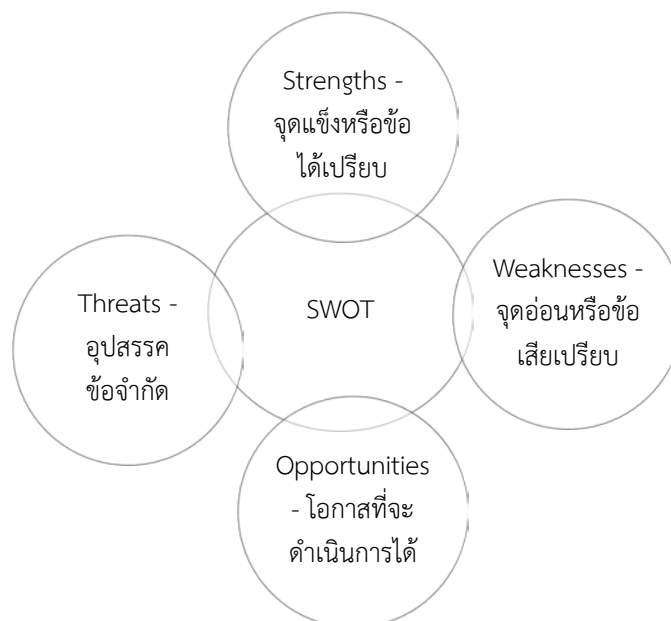 Strengths -
จุดแข็งหรือข้อ
ได้เปรียบ
Weaknesses -
จุดอ่อนหรือข้อ
เสียเปรียบ
Threats -
อุปสรรค
ข้อจำกัด
SWOT
Opportunities
- โอกาสที่จะ
ดำเนินการได้